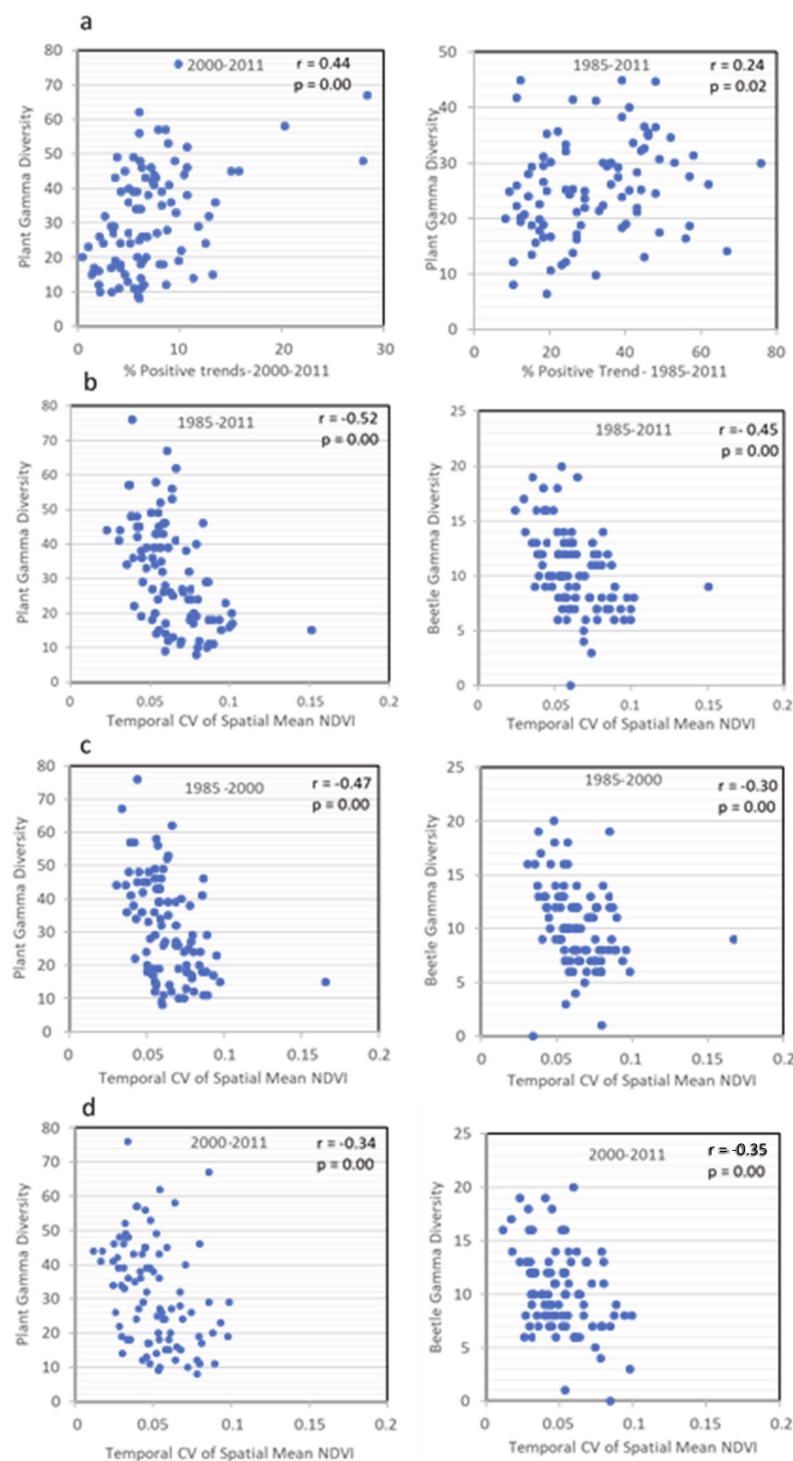 a
2000-2011
r = 0.44
p = 0.00
Plant Gamma Diversity
80
70
60
50
40
30
20
10
0
0 10 20 30
% Positive trends-2000-2011
1985-2011
r = 0.24
p = 0.02
Plant Gamma Diversity
50
40
30
20
10
0
0 20 40 60 80
% Positive Trend - 1985-2011
b
1985-2011
r = -0.52
p = 0.00
Plant Gamma Diversity
80
70
60
50
40
30
20
10
0
0 0.05 0.1 0.15 0.2
Temporal CV of Spatial Mean NDVI
1985-2011
r =- 0.45
p = 0.00
Beetle Gamma Diversity
25
20
15
10
5
0
0 0.05 0.1 0.15 0.2
Temporal CV of Spatial Mean NDVI
c
1985 -2000
r = -0.47
p = 0.00
Plant Gamma Diversity
80
70
60
50
40
30
20
10
0
0 0.05 0.1 0.15 0.2
Temporal CV of Spatial Mean NDVI
1985-2000
r = -0.30
p = 0.00
Beetle Gamma Diversity
25
20
15
10
5
0
0 0.05 0.1 0.15 0.2
Temporal CV of Spatial Mean NDVI
d
2000-2011
r = -0.34
p = 0.00
Plant Gamma Diversity
80
70
60
50
40
30
20
10
0
0 0.05 0.1 0.15 0.2
Temporal CV of Spatial Mean NDVI
2000-2011
r = -0.35
p = 0.00
Beetle Gamma Diversity
25
20
15
10
5
0
0 0.05 0.1 0.15 0.2
Temporal CV of Spatial Mean NDVI